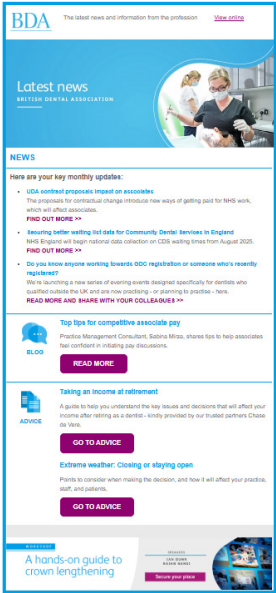 BDA
The latest news and information from the profession
View online
Latest news
BRITISH DENTAL ASSOCIATION
NEWS
Here are your key monthly updates:
• UDA contract proposals impact on associates
The proposals for contractual change introduce new ways of getting paid for NHS work,
which will affect associates.
FIND OUT MORE >>
• Securing better waiting list data for Community Dental Services in England
NHS England will begin national data collection on CDS waiting times from August 2025.
FIND OUT MORE >>
• Do you know anyone working towards GDC registration or someone who's recently
registered?
We're launching a new series of evening events designed specifically for dentists who
qualified outside the UK and are now practising - or planning to practise - here.
READ MORE AND SHARE WITH YOUR COLLEAGUES >>
BLOG
Top tips for competitive associate pay
Practice Management Consultant, Sabina Mirza, shares tips to help associates
feel confident in initiating pay discussions.
READ MORE
ADVICE
Taking an income at retirement
A guide to help you understand the key issues and decisions that will affect your
income after retiring as a dentist - kindly provided by our trusted partners Chase
de Vere.
GO TO ADVICE
Extreme weather: Closing or staying open
Points to consider when making the decision, and how it will affect your practice,
staff, and patients.
GO TO ADVICE
WORKSHOP
A hands-on guide to
crown lengthening
SPEAKERS
Secure your place